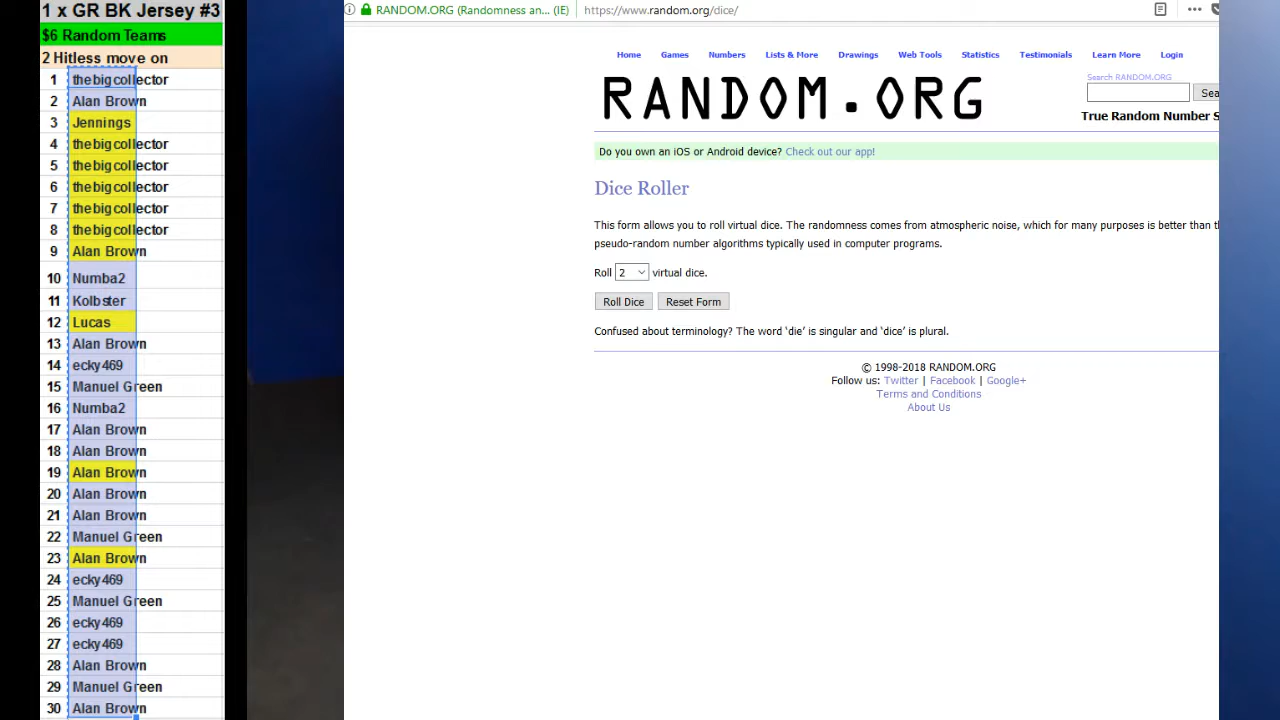 1 x GR BK Jersey #3
$6 Random Teams
2 Hitless move on
1 thebigcollector
2 Alan Brown
3 Jennings
4 thebigcollector
5 thebigcollector
6 thebigcollector
7 thebigcollector
8 thebigcollector
9 Alan Brown
10 Numba2
11 Kolbster
12 Lucas
13 Alan Brown
14 ecky469
15 Manuel Green
16 Numba2
17 Alan Brown
18 Alan Brown
19 Alan Brown
20 Alan Brown
21 Alan Brown
22 Manuel Green
23 Alan Brown
24 ecky469
25 Manuel Green
26 ecky469
27 ecky469
28 Alan Brown
29 Manuel Green
30 Alan Brown
RANDOM.ORG (Randomness an... (IE) https://www.random.org/dice/
Home Games Numbers Lists & More Drawings Web Tools Statistics Testimonials Learn More Login
RANDOM.ORG
Search RANDOM.ORG
Sea
True Random Number S
Do you own an iOS or Android device? Check out our app!
Dice Roller
This form allows you to roll virtual dice. The randomness comes from atmospheric noise, which for many purposes is better than th
pseudo-random number algorithms typically used in computer programs.
Roll 2 virtual dice.
Roll Dice Reset Form
Confused about terminology? The word ‘die’ is singular and ‘dice’ is plural.
© 1998-2018 RANDOM.ORG
Follow us: Twitter | Facebook | Google+
Terms and Conditions
About Us